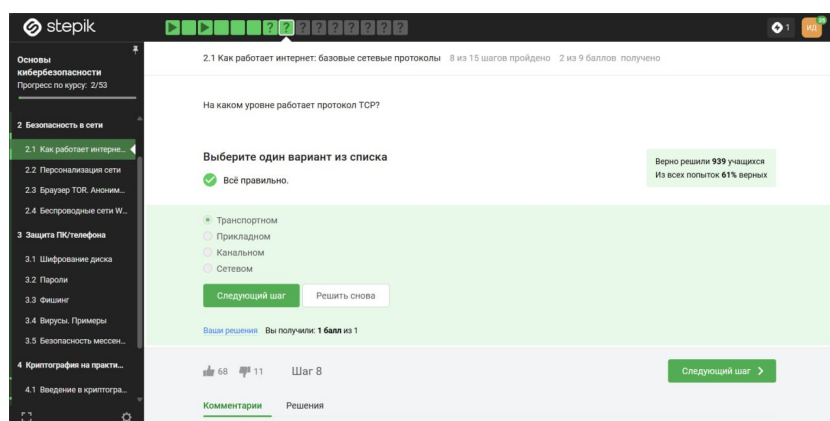 stepik
? ? ? ? ? ? ? ? ? ?
1
ИД
Основы
кибербезопасности
Прогресс по курсу: 2/53
2 Безопасность в сети
2.1 Как работает интерне...
2.2 Персонализация сети
2.3 Браузер TOR. Аноним...
2.4 Беспроводные сети W...
3 Защита ПК/телефона
3.1 Шифрование диска
3.2 Пароли
3.3 Фишинг
3.4 Вирусы. Примеры
3.5 Безопасность мессен...
4 Криптография на практи...
4.1 Введение в криптогра...
2.1 Как работает интернет: базовые сетевые протоколы 8 из 15 шагов пройдено 2 из 9 баллов получено
На каком уровне работает протокол TCP?
Выберите один вариант из списка
Всё правильно.
Верно решили 939 учащихся
Из всех попыток 61% верных
Транспортном
Прикладном
Канальном
Сетевом
Следующий шаг Решить снова
Ваши решения Вы получили: 1 балл из 1
68 11 Шаг 8
Следующий шаг
Комментарии Решения